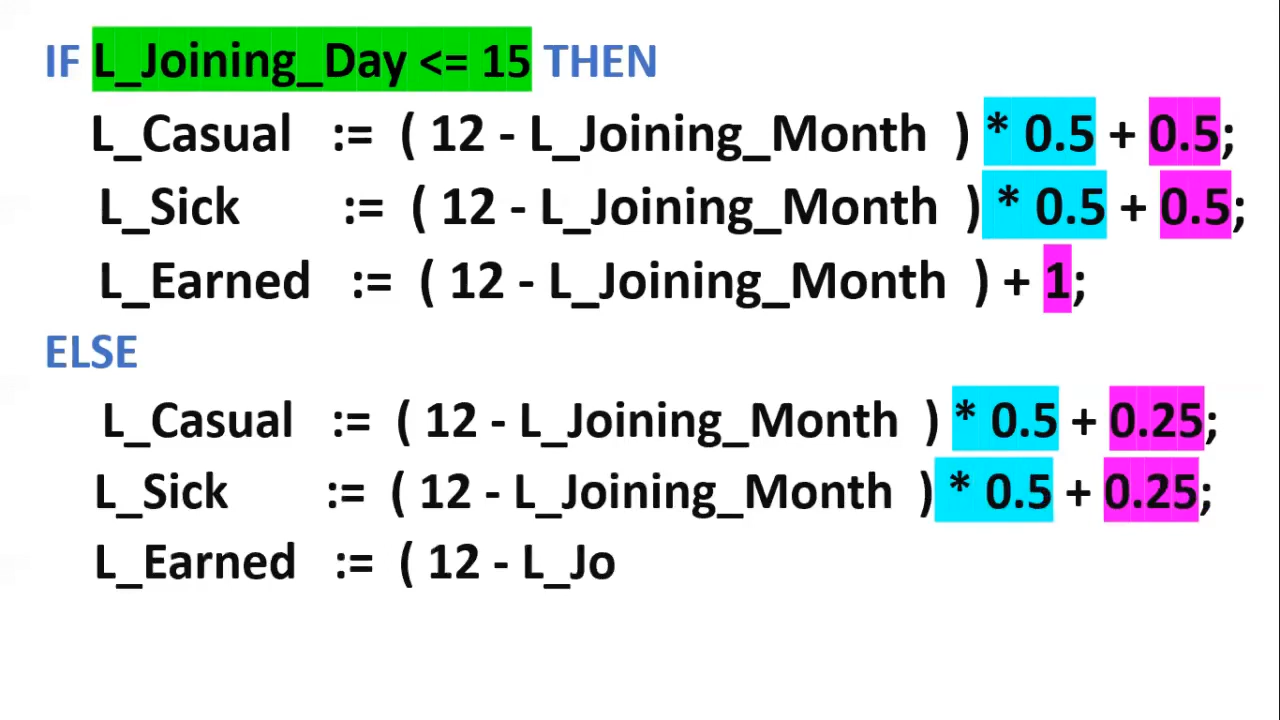 IF L_Joining_Day <= 15 THEN
L_Casual := ( 12 - L_Joining_Month ) * 0.5 + 0.5;
L_Sick := ( 12 - L_Joining_Month ) * 0.5 + 0.5;
L_Earned := ( 12 - L_Joining_Month ) + 1;
ELSE
L_Casual := ( 12 - L_Joining_Month ) * 0.5 + 0.25;
L_Sick := ( 12 - L_Joining_Month ) * 0.5 + 0.25;
L_Earned := ( 12 - L_Jo